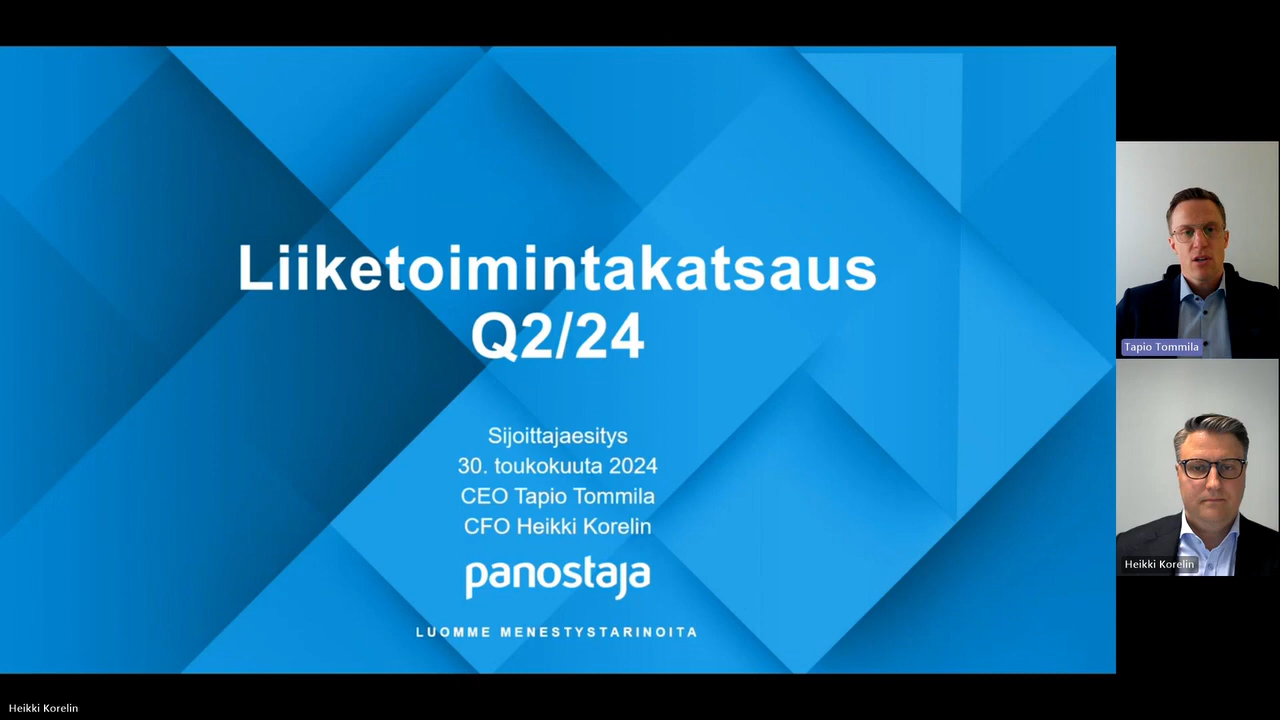 Liiketoimintakatsaus
Q2/24
Sijoittajaesitys
30. toukokuuta 2024
CEO Tapio Tommila
CFO Heikki Korelin
panostaja
LUOMME MENESTYSTARINOITA
Tapio Tommila
Heikki Korelin
Heikki Korelin